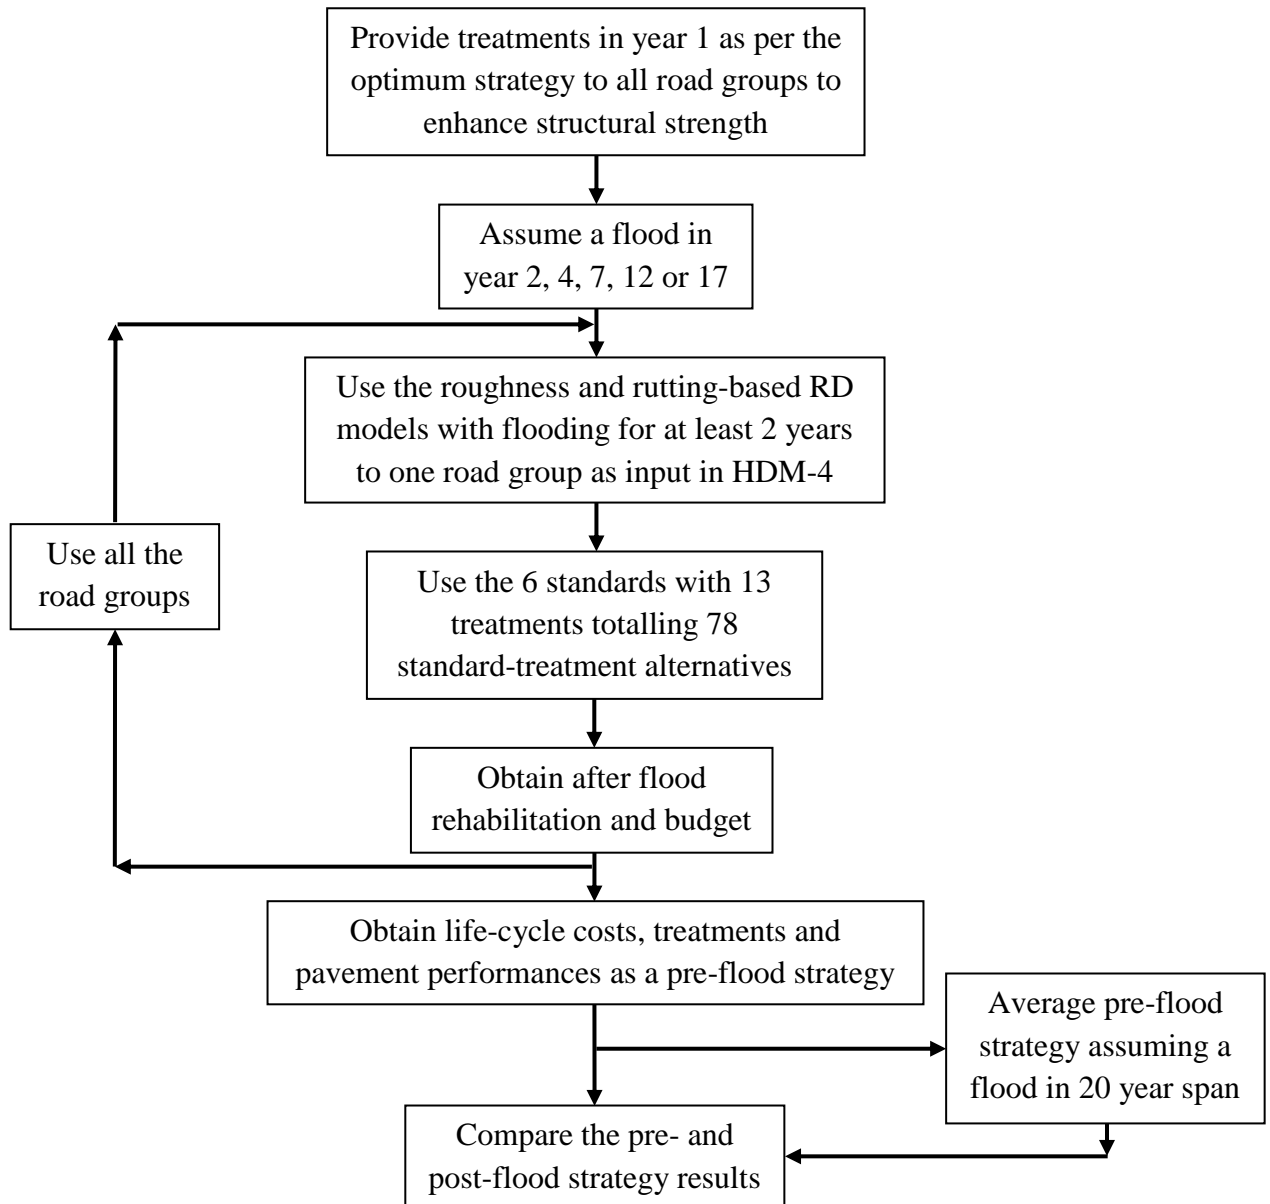 Provide treatments in year 1 as per the
optimum strategy to all road groups to
enhance structural strength
Assume a flood in
year 2, 4, 7, 12 or 17
Use the roughness and rutting-based RD
models with flooding for at least 2 years
to one road group as input in HDM-4
Use all the
road groups
Use the 6 standards with 13
treatments totalling 78
standard-treatment alternatives
Obtain after flood
rehabilitation and budget
Obtain life-cycle costs, treatments and
pavement performances as a pre-flood strategy
Average pre-flood
strategy assuming a
flood in 20 year span
Compare the pre- and
post-flood strategy results